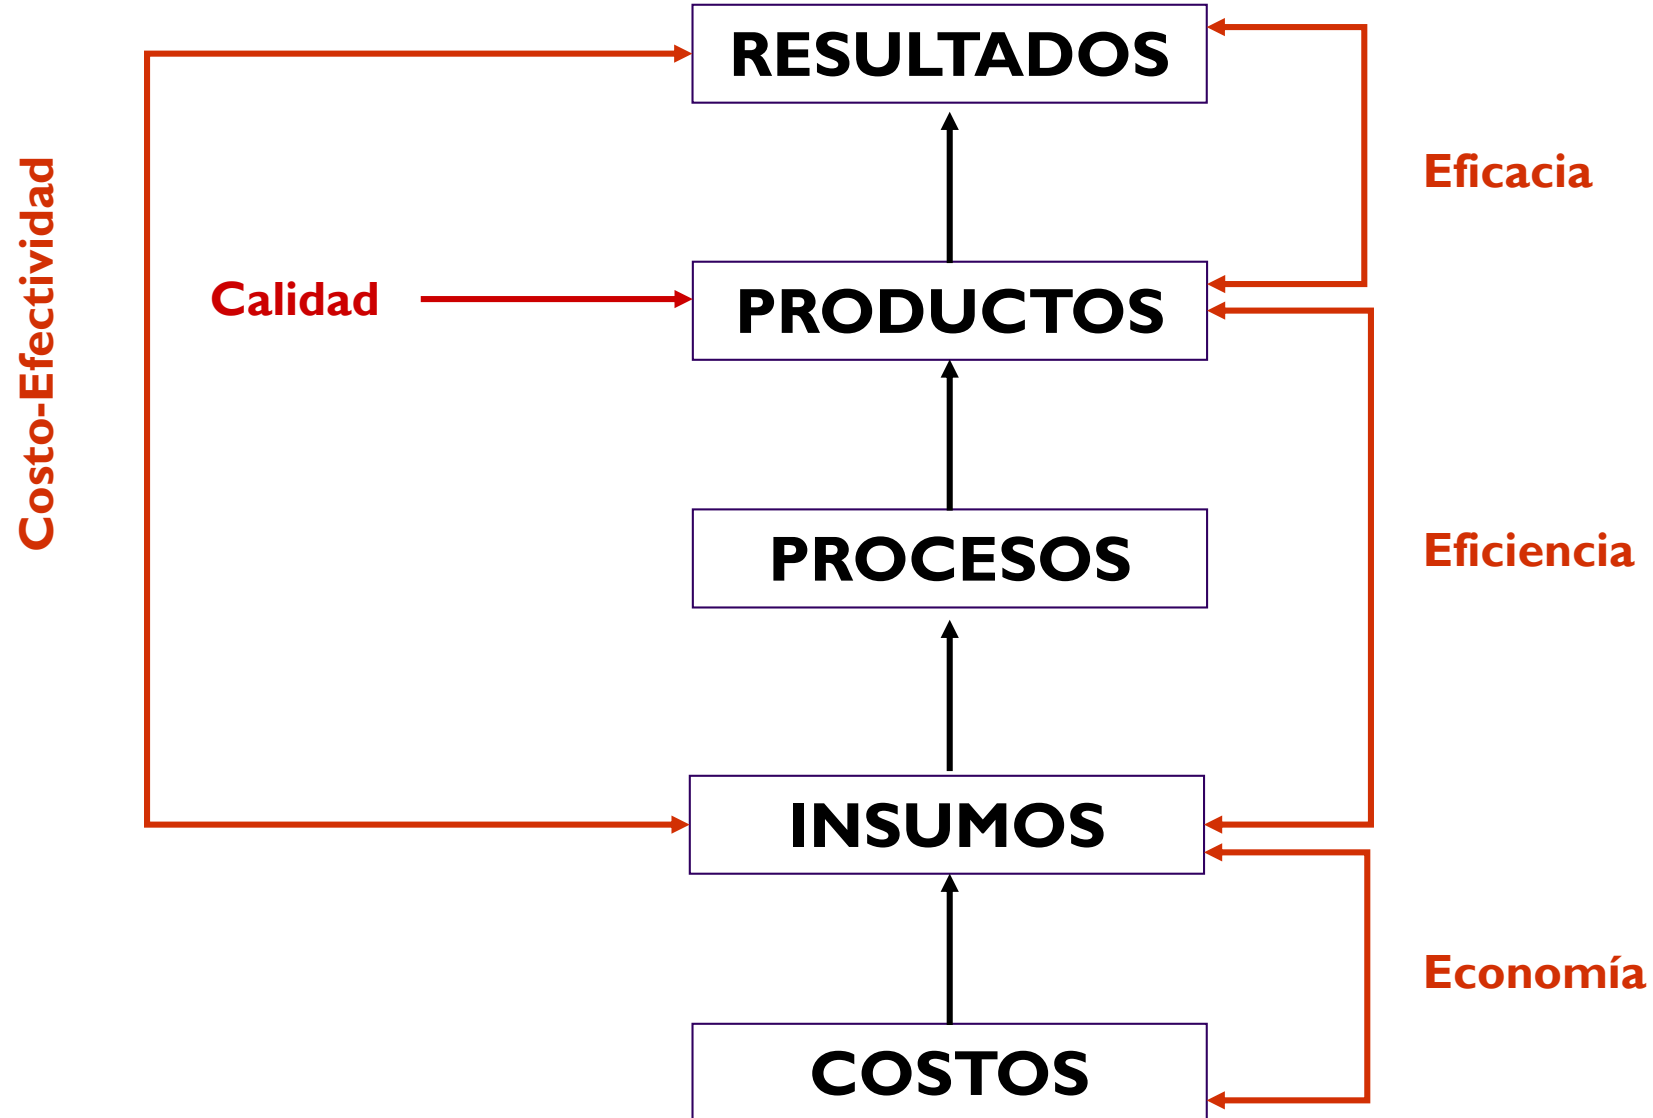 RESULTADOS
Eficacia
Costo-Efectividad
Calidad
PRODUCTOS
PROCESOS
Eficiencia
INSUMOS
Economía
COSTOS